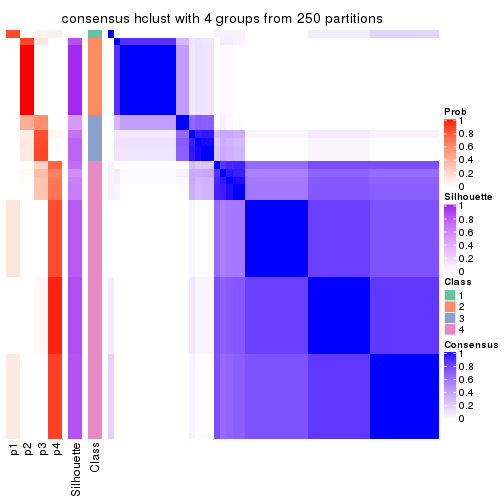 consensus hclust with 4 groups from 250 partitions
Prob
1
0.8
0.6
0.4
0.2
0
Silhouette
1
0.8
0.6
0.4
0.2
0
Class
1
2
3
4
Consensus
1
0.8
0.6
0.4
0.2
0
p1
p2
p3
p4
Silhouette
Class